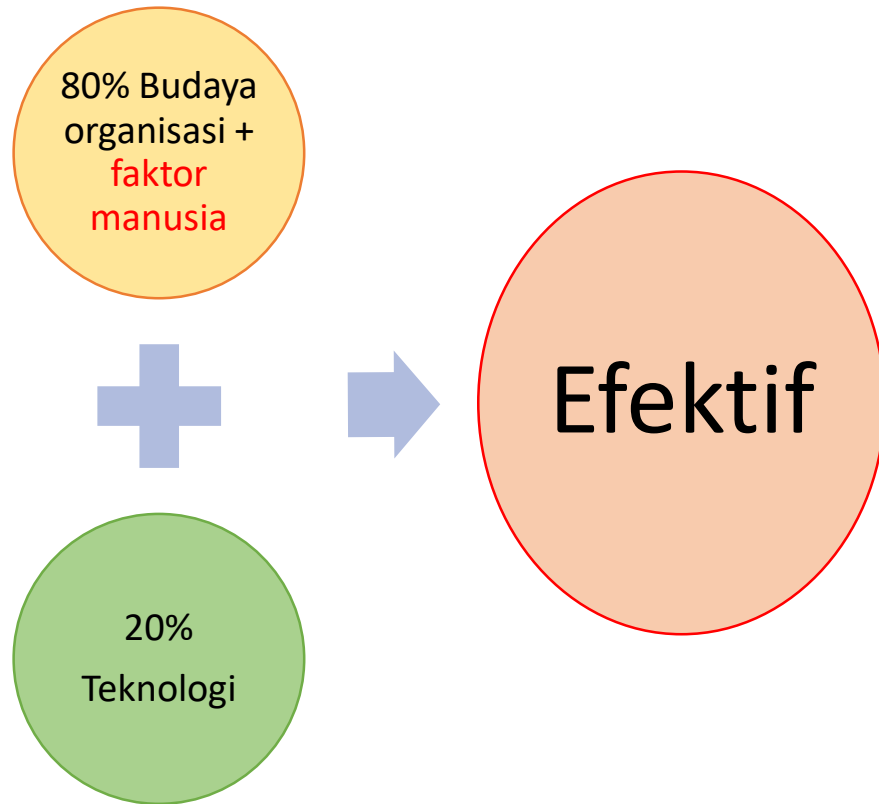 80% Budaya
organisasi +
faktor
manusia
20%
Teknologi
Efektif